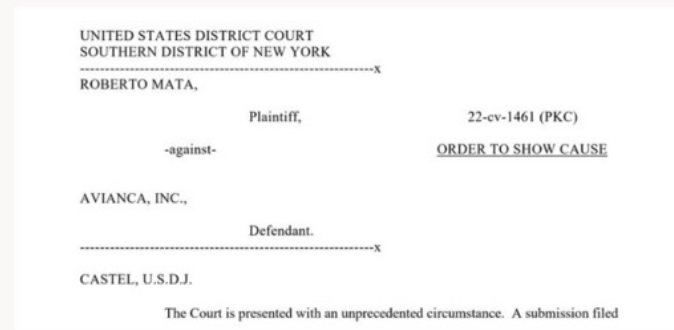 UNITED STATES DISTRICT COURT
SOUTHERN DISTRICT OF NEW YORK
------------------------------------------------------------x
ROBERTO MATA,
Plaintiff, 22-cv-1461 (PKC)
-against- ORDER TO SHOW CAUSE
AVIANCA, INC.,
Defendant.
------------------------------------------------------------x
CASTEL, U.S.D.J.
The Court is presented with an unprecedented circumstance. A submission filed